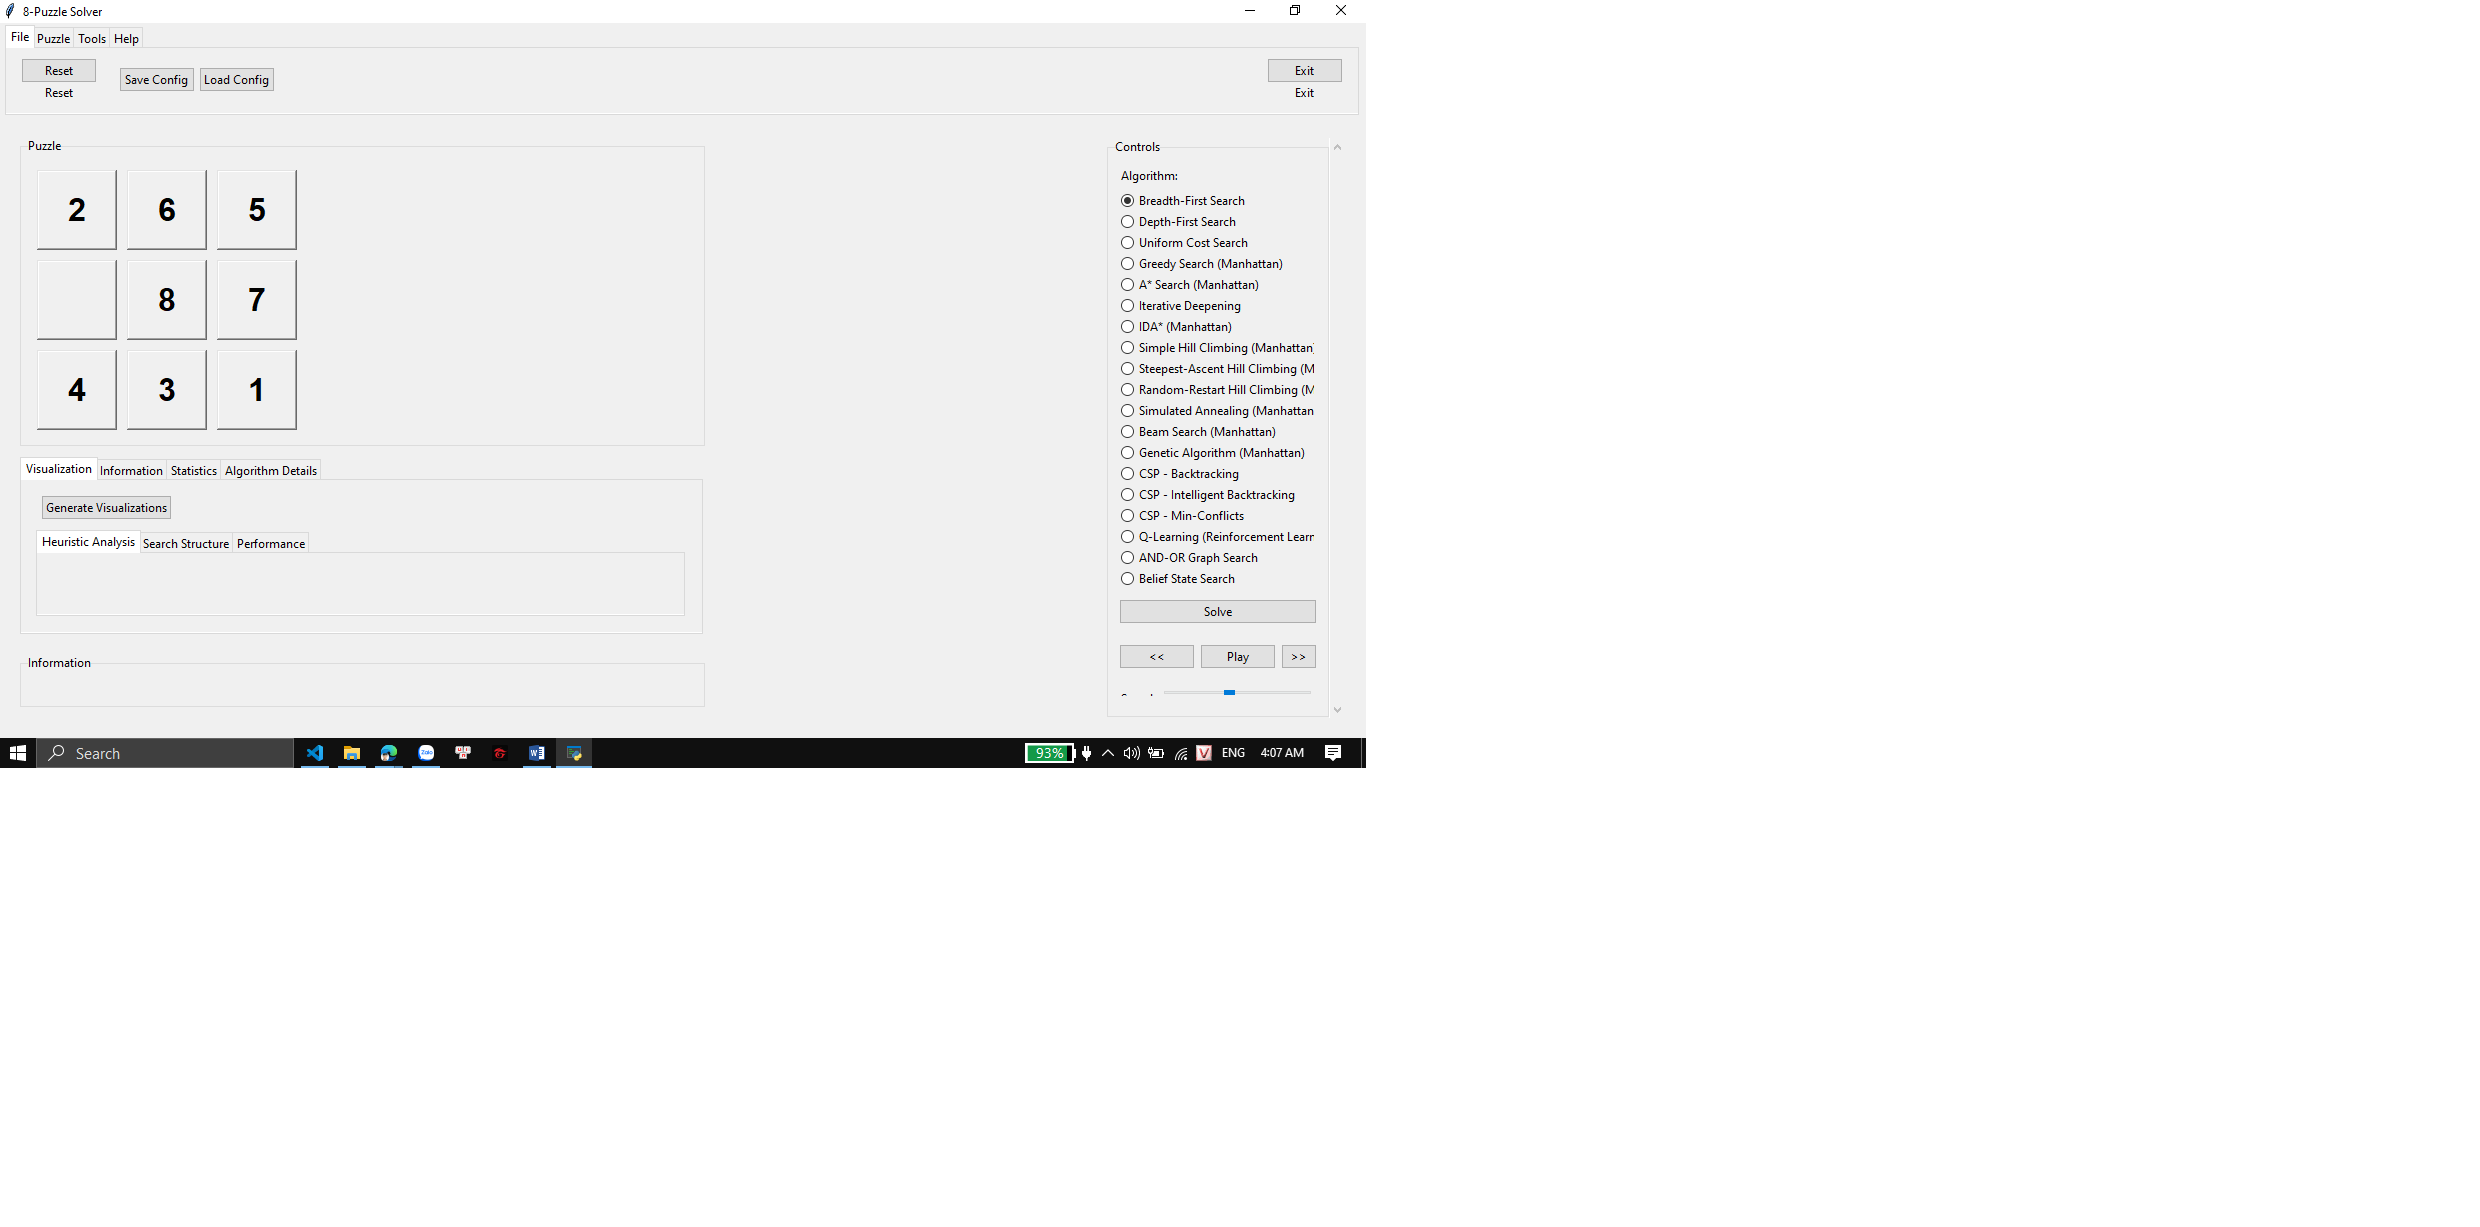 8-Puzzle Solver
File Puzzle Tools Help
Reset Save Config Load Config Exit
Reset Exit
Puzzle
2 6 5
8 7
4 3 1
Visualization Information Statistics Algorithm Details
Generate Visualizations
Heuristic Analysis Search Structure Performance
Information
Controls
Algorithm:
Breadth-First Search
Depth-First Search
Uniform Cost Search
Greedy Search (Manhattan)
A* Search (Manhattan)
Iterative Deepening
IDA* (Manhattan)
Simple Hill Climbing (Manhattan)
Steepest-Ascent Hill Climbing (M
Random-Restart Hill Climbing (M
Simulated Annealing (Manhattan
Beam Search (Manhattan)
Genetic Algorithm (Manhattan)
CSP - Backtracking
CSP - Intelligent Backtracking
CSP - Min-Conflicts
Q-Learning (Reinforcement Learn
AND-OR Graph Search
Belief State Search
Solve
<< Play >>
Search 93% ENG 4:07 AM